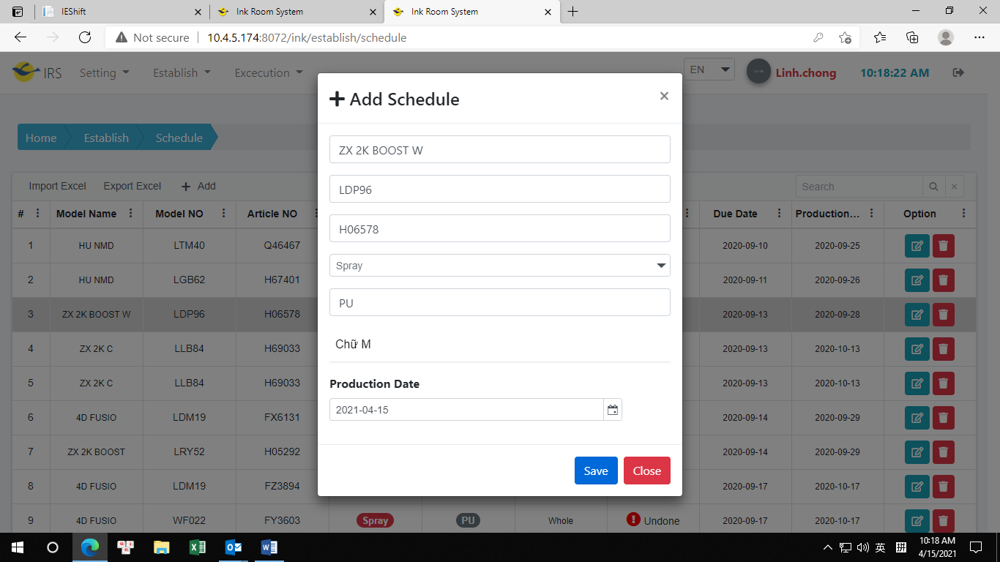 IEShift
Ink Room System
Ink Room System
Not secure
10.4.5.174:8072/ink/establish/schedule
IRS
Setting
Establish
Excecution
EN
Linh.chong
10:18:22 AM
Add Schedule
×
Home
Establish
Schedule
ZX 2K BOOST W
LDP96
H06578
Spray
PU
Chữ M
Production Date
2021-04-15
Save
Close
Import Excel
Export Excel
Add
Search
# Model Name Model NO Article NO Due Date Production... Option
1 HU NMD LTM40 Q46467 2020-09-10 2020-09-25
2 HU NMD LGB62 H67401 2020-09-11 2020-09-26
3 ZX 2K BOOST W LDP96 H06578 2020-09-13 2020-09-28
4 ZX 2K C LLB84 H69033 2020-09-13 2020-10-13
5 ZX 2K C LLB84 H69033 2020-09-13 2020-10-13
6 4D FUSIO LDM19 FX6131 2020-09-14 2020-09-29
7 ZX 2K BOOST LRY52 H05292 2020-09-14 2020-09-29
8 4D FUSIO LDM19 FZ3894 2020-09-17 2020-10-17
9 4D FUSIO WF022 FY3603 Spray PU Whole Undone 2020-09-17 2020-10-17
英
10:18 AM
4/15/2021